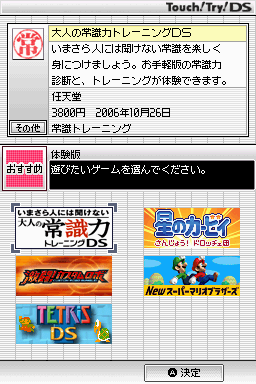 Touch!Try!DS
大人の常識力トレーニングDS
いまさら人には聞けない常識を楽しく
身につけましょう。お手軽版の常識力
診断と、トレーニングが体験できます。
任天堂
3800円 2006年10月26日
その他 常識トレーニング
体験版
おすすめ
遊びたいゲームを選んでください。
いまさら人には聞けない
大人の常識力
トレーニングDS
星のカービィ
さんじょう!ドロッチェ団
New スーパーマリオブラザーズ
TETRIS
DS
A 決定